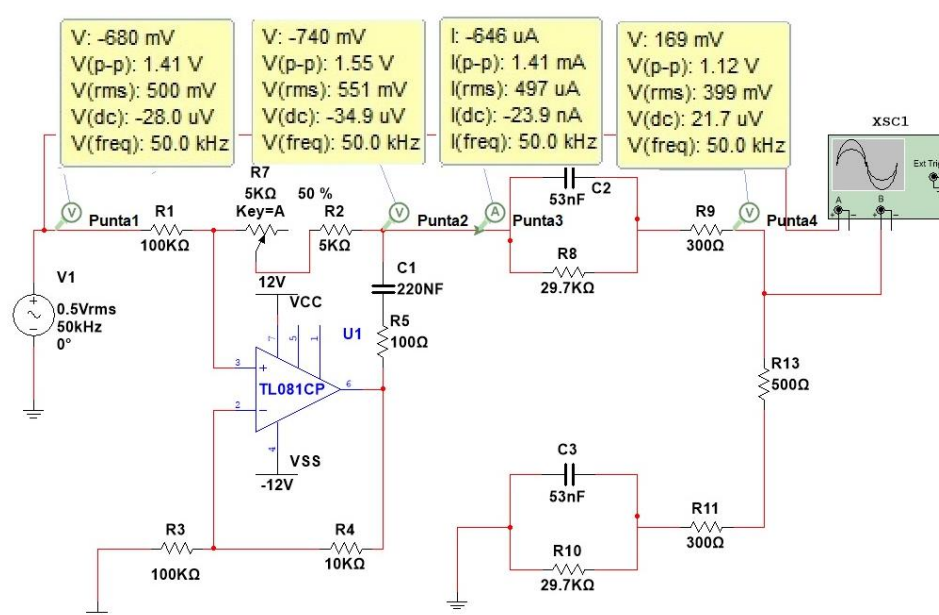 V: -680 mV
V(p-p): 1.41 V
V(rms): 500 mV
V(dc): -28.0 uV
V(freq): 50.0 kHz
V: -740 mV
V(p-p): 1.55 V
V(rms): 551 mV
V(dc): -34.9 uV
V(freq): 50.0 kHz
I: -646 uA
I(p-p): 1.41 mA
I(rms): 497 uA
I(dc): -23.9 nA
I(freq): 50.0 kHz
V: 169 mV
V(p-p): 1.12 V
V(rms): 399 mV
V(dc): 21.7 uV
V(freq): 50.0 kHz
XSC1
Ext Trig
A
B
V
Punta1
R1
100KΩ
R7
5KΩ
Key=A
50 %
R2
5KΩ
V
Punta2
A
Punta3
C2
53nF
R8
29.7KΩ
R9
300Ω
V
Punta4
V1
0.5Vrms
50kHz
0°
12V
VCC
C1
220NF
R5
100Ω
U1
7
5
1
3
TL081CP
6
2
4
VSS
-12V
R13
500Ω
R3
100KΩ
R4
10KΩ
C3
53nF
R10
29.7KΩ
R11
300Ω